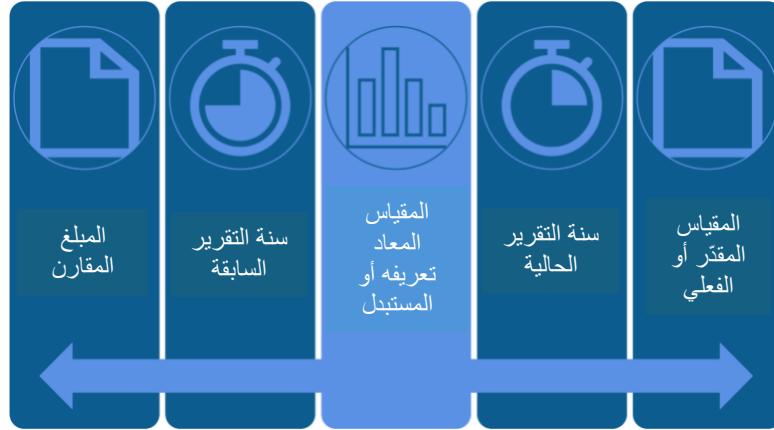 المقياس
المقدّر أو
الفعلي
سنة التقرير
الحالية
المقياس
المعاد
تعريفه أو
المستبدل
سنة التقرير
السابقة
المبلغ
المقارن